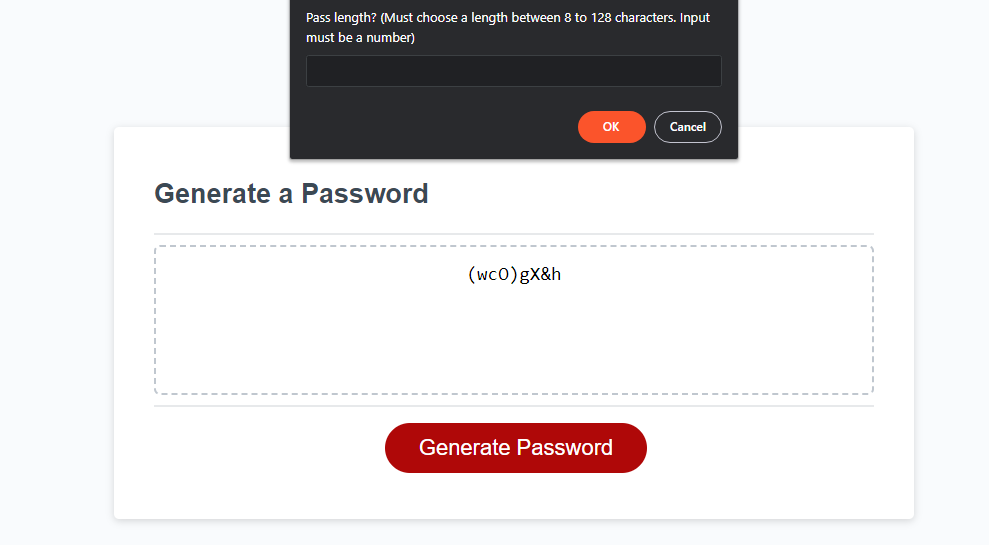 Pass length? (Must choose a length between 8 to 128 characters. Input
must be a number)
OK
Cancel
Generate a Password
(wcO)gX&h
Generate Password